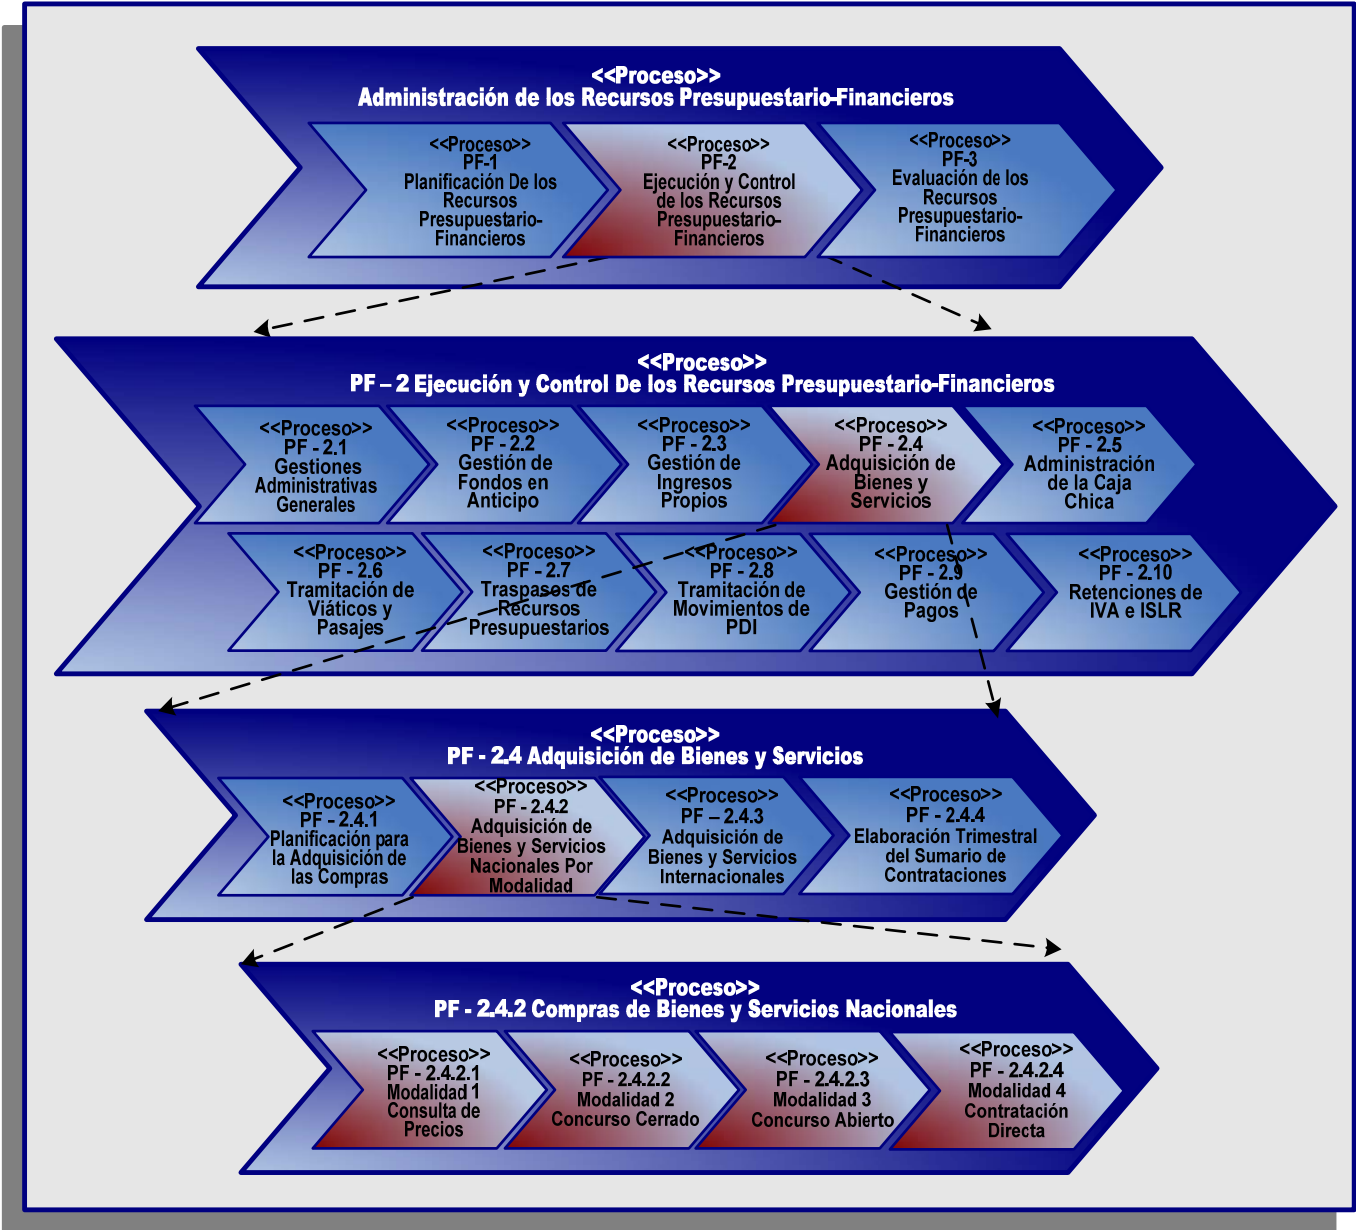 <<Proceso>>
Administración de los Recursos Presupuestario-Financieros
<<Proceso>>
PF-1
Planificación De los
Recursos
Presupuestario-
Financieros
<<Proceso>>
PF-2
Ejecución y Control
de los Recursos
Presupuestario-
Financieros
<<Proceso>>
PF-3
Evaluación de los
Recursos
Presupuestario-
Financieros
<<Proceso>>
PF – 2 Ejecución y Control De los Recursos Presupuestario-Financieros
<<Proceso>>
PF - 2.1
Gestiones
Administrativas
Generales
<<Proceso>>
PF - 2.2
Gestión de
Fondos en
Anticipo
<<Proceso>>
PF - 2.3
Gestión de
Ingresos
Propios
<<Proceso>>
PF - 2.4
Adquisición de
Bienes y
Servicios
<<Proceso>>
PF - 2.5
Administración
de la Caja
Chica
<<Proceso>>
PF - 2.6
Tramitación de
Viáticos y
Pasajes
<<Proceso>>
PF - 2.7
Traspasos de
Recursos
Presupuestarios
<<Proceso>>
PF - 2.8
Tramitación de
Movimientos de
PDI
<<Proceso>>
PF - 2.9
Gestión de
Pagos
<<Proceso>>
PF - 2.10
Retenciones de
IVA e ISLR
<<Proceso>>
PF - 2.4 Adquisición de Bienes y Servicios
<<Proceso>>
PF - 2.4.1
Planificación para
la Adquisición de
las Compras
<<Proceso>>
PF - 2.4.2
Adquisición de
Bienes y Servicios
Nacionales Por
Modalidad
<<Proceso>>
PF – 2.4.3
Adquisición de
Bienes y Servicios
Internacionales
<<Proceso>>
PF - 2.4.4
Elaboración Trimestral
del Sumario de
Contrataciones
<<Proceso>>
PF - 2.4.2 Compras de Bienes y Servicios Nacionales
<<Proceso>>
PF - 2.4.2.1
Modalidad 1
Consulta de
Precios
<<Proceso>>
PF - 2.4.2.2
Modalidad 2
Concurso Cerrado
<<Proceso>>
PF - 2.4.2.3
Modalidad 3
Concurso Abierto
<<Proceso>>
PF - 2.4.2.4
Modalidad 4
Contratación
Directa